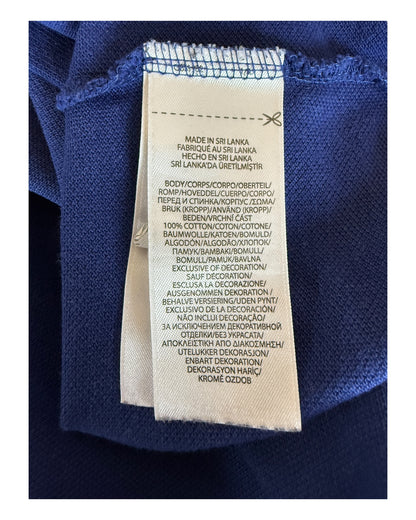 MADE IN SRI LANKA
FABRIQUÉ AU SRI LANKA
HECHO EN SRI LANKA
SRİ LANKA'DA ÜRETİLMİŞTİR
BODY/CORPS/CORPO/OBERTEIL/
ROMP/HOVEDDEL/CUERPO/CORPO/
ПЕРЕД И СПИНКА/КОРПУС /ΣΩΜΑ/
BRUK (KROPP)/ANVÄND (KROPP)/
BEDEN/VRCHNÍ ČÁST
100% COTTON/COTON/COTONE/
BAUMWOLLE/KATOEN/BOMULD/
ALGODÓN/ALGODÃO/ХЛОПОК/
ПАМУК/ΒΑΜΒΑΚΙ/BOMULL/
BOMULL/PAMUK/BAVLNA
EXCLUSIVE OF DECORATION/
SAUF DÉCORATION/
ESCLUSA LA DECORAZIONE/
AUSGENOMMEN DEKORATION /
BEHALVE VERSIERING/UDEN PYNT/
EXCLUSIVO DE LA DECORACIÓN/
NÃO INCLUI DECORAÇÃO/
ЗА ИСКЛЮЧЕНИЕМ ДЕКОРАТИВНОЙ
ОТДЕЛКИ/БЕЗ УКРАСАТА/
ΑΠΟΚΛΕΙΣΤΙΚΗ ΑΠΟ ΔΙΑΚΟΣΜΗΣΗ/
UTELUKKER DEKORASJON/
ENBART DEKORATION/
DEKORASYON HARİÇ/
KROMĚ OZDOB